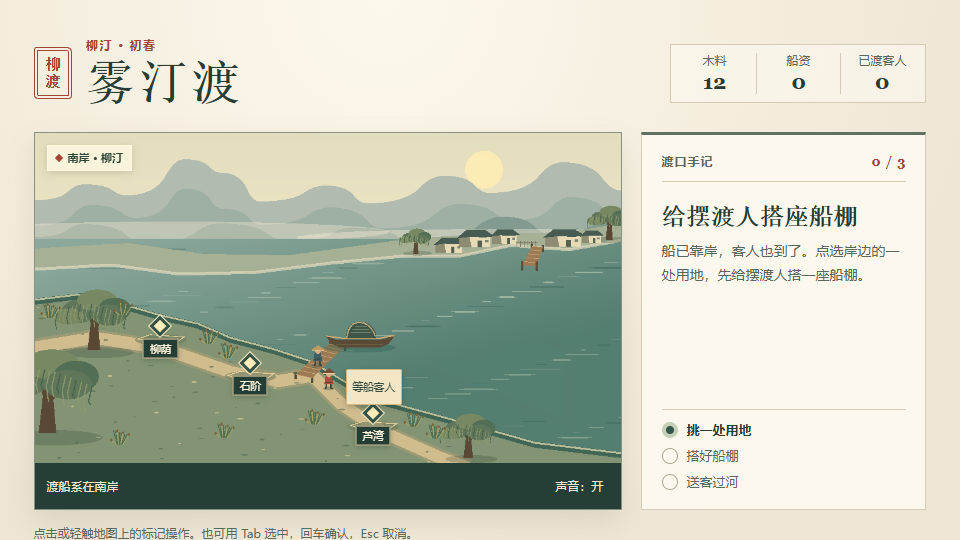 柳渡
柳汀·初春
雾汀渡
木料
12
船资
0
已渡客人
0
南岸·柳汀
柳荫
石阶
等船客人
芦湾
渡船系在南岸
声音：开
渡口手记
0 / 3
给摆渡人搭座船棚
船已靠岸，客人也到了。点选岸边的一
处用地，先给摆渡人搭一座船棚。
挑一处用地
搭好船棚
送客过河
点击或轻触地图上的标记操作。也可用 Tab 选中，回车确认，Esc 取消。